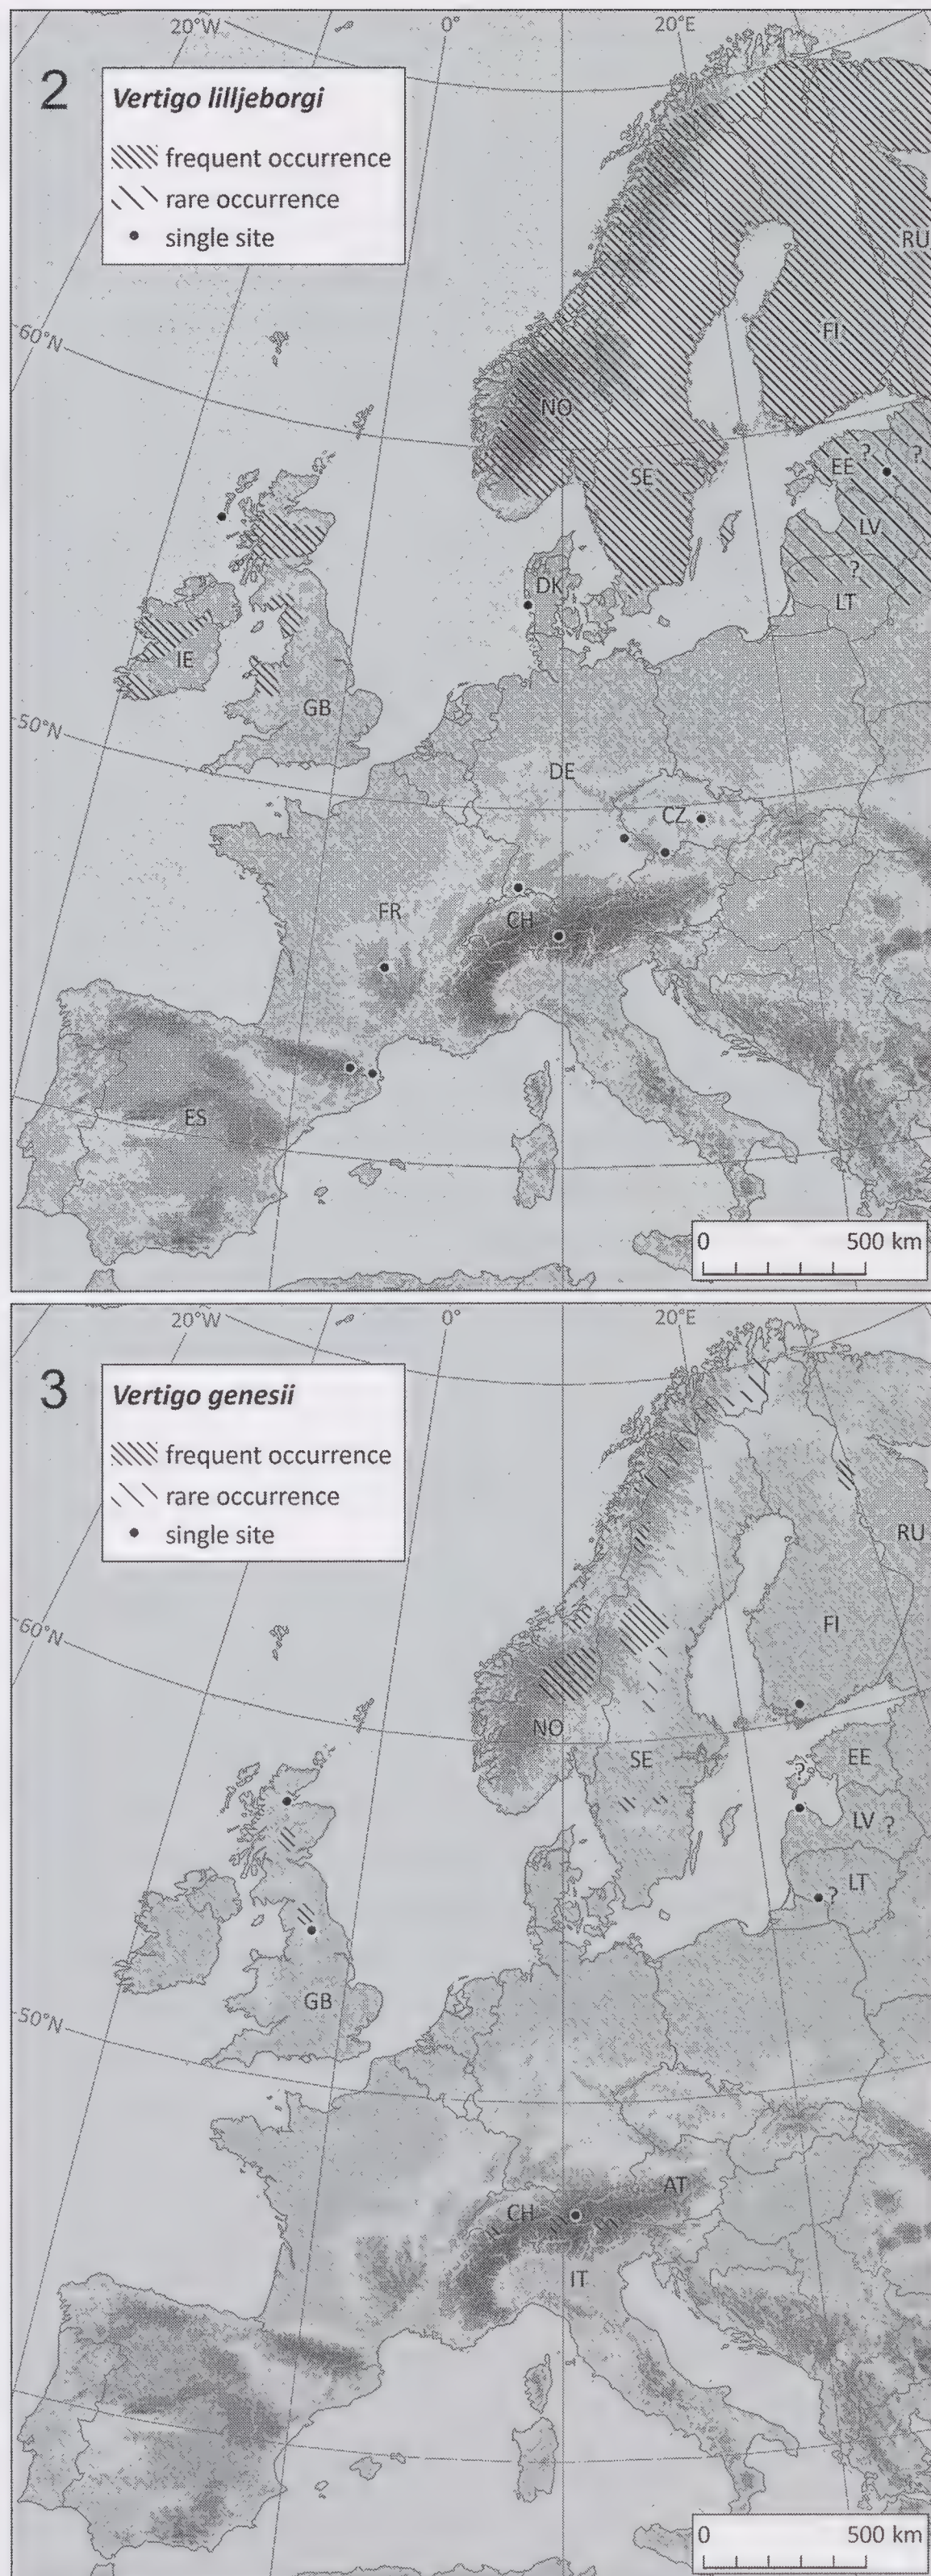 20°W
0°
20°E
2
Vertigo lilljeborgi
frequent occurrence
rare occurrence
single site
RU
60°N
FI
NO
SE
?
?
EE
LV
?
DK
LT
IE
GB
50°N
DE
CZ
FR
CH
ES
0
500 km
20°W
0°
20°E
3
Vertigo genesii
frequent occurrence
rare occurrence
single site
RU
60°N
FI
NO
SE
EE
?
LV ?
LT
?
GB
50°N
AT
CH
IT
0
500 km